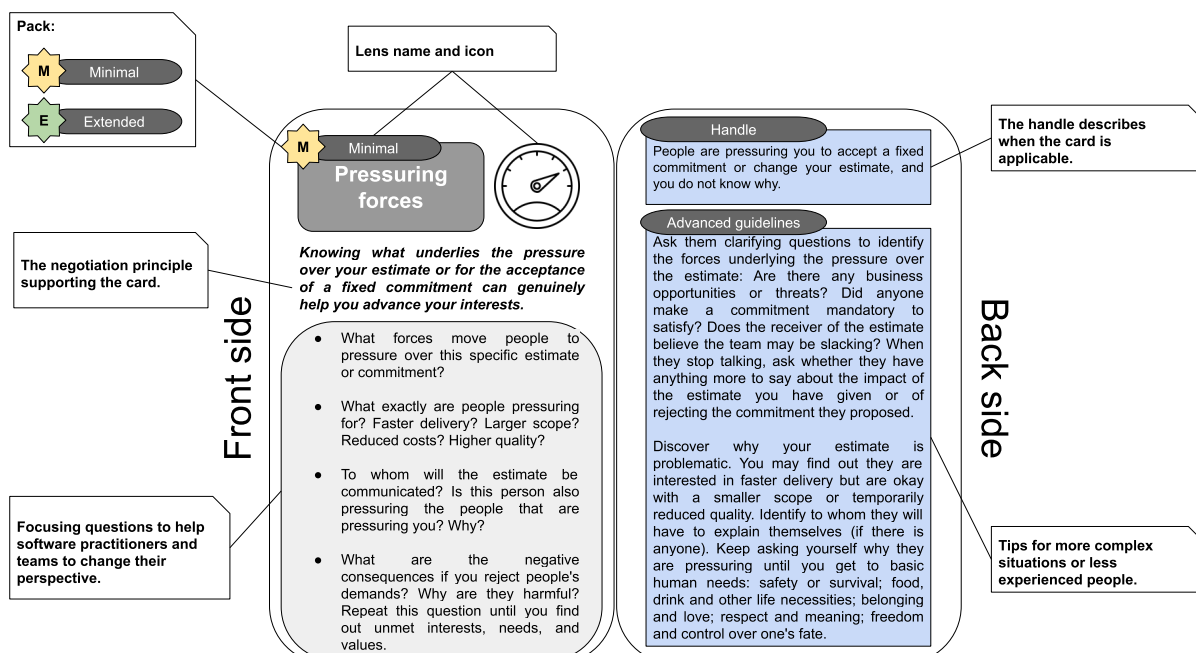 Pack:
M
Minimal
E
Extended
Lens name and icon
M
Minimal
Pressuring
forces
Knowing what underlies the pressure
over your estimate or for the acceptance
of a fixed commitment can genuinely
help you advance your interests.
● What forces move people to
pressure over this specific estimate
or commitment?
● What exactly are people pressuring
for? Faster delivery? Larger scope?
Reduced costs? Higher quality?
● To whom will the estimate be
communicated? Is this person also
pressuring the people that are
pressuring you? Why?
● What are the negative
consequences if you reject people's
demands? Why are they harmful?
Repeat this question until you find
out unmet interests, needs, and
values.
The negotiation principle
supporting the card.
Front side
Focusing questions to help
software practitioners and
teams to change their
perspective.
Handle
People are pressuring you to accept a fixed
commitment or change your estimate, and
you do not know why.
Advanced guidelines
Ask them clarifying questions to identify
the forces underlying the pressure over
the estimate: Are there any business
opportunities or threats? Did anyone
make a commitment mandatory to
satisfy? Does the receiver of the estimate
believe the team may be slacking? When
they stop talking, ask whether they have
anything more to say about the impact of
the estimate you have given or of
rejecting the commitment they proposed.
Discover why your estimate is
problematic. You may find out they are
interested in faster delivery but are okay
with a smaller scope or temporarily
reduced quality. Identify to whom they will
have to explain themselves (if there is
anyone). Keep asking yourself why they
are pressuring until you get to basic
human needs: safety or survival; food,
drink and other life necessities; belonging
and love; respect and meaning; freedom
and control over one's fate.
Back side
The handle describes
when the card is
applicable.
Tips for more complex
situations or less
experienced people.